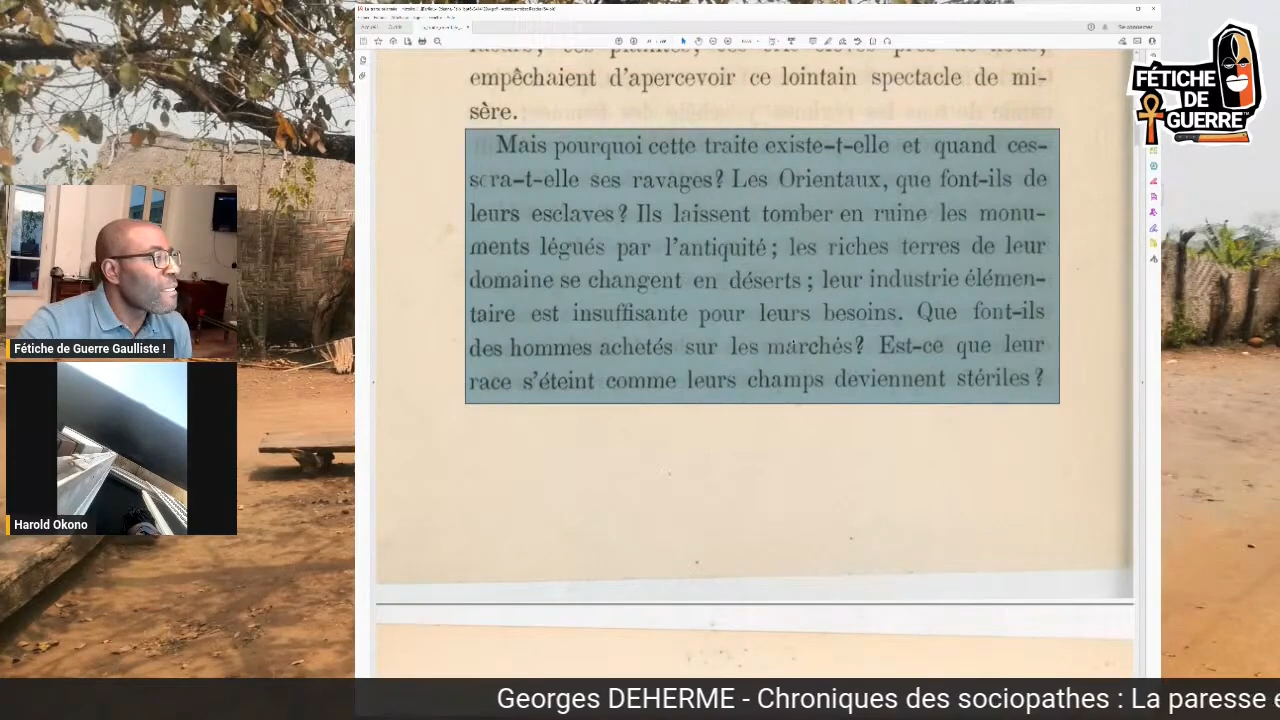 empêchaient d'apercevoir ce lointain spectacle de mi-
sère.
Mais pourquoi cette traite existe-t-elle et quand ces-
sera-t-elle ses ravages? Les Orientaux, que font-ils de
leurs esclaves? Ils laissent tomber en ruine les monu-
ments légués par l'antiquité; les riches terres de leur
domaine se changent en déserts; leur industrie élémen-
taire est insuffisante pour leurs besoins. Que font-ils
des hommes achetés sur les marchés? Est-ce que leur
race s'éteint comme leurs champs deviennent stériles?
FÉTICHE
DE
GUERRE™
Fétiche de Guerre Gaulliste !
Harold Okono
Georges DEHERME - Chroniques des sociopathes : La paresse